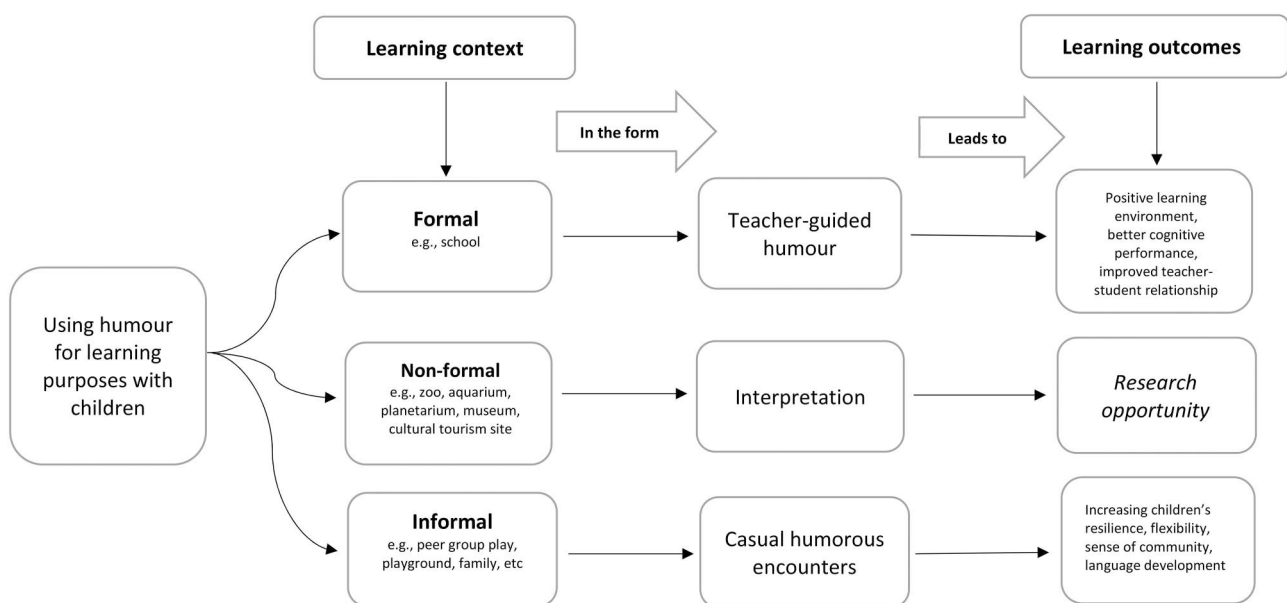 Learning context
Learning outcomes
In the form
Leads to
Using humour
for learning
purposes with
children
Formal
e.g., school
Teacher-guided
humour
Positive learning
environment,
better cognitive
performance,
improved teacher-
student relationship
Non-formal
e.g., zoo, aquarium,
planetarium, museum,
cultural tourism site
Interpretation
Research
opportunity
Informal
e.g., peer group play,
playground, family, etc
Casual humorous
encounters
Increasing children’s
resilience, flexibility,
sense of community,
language development